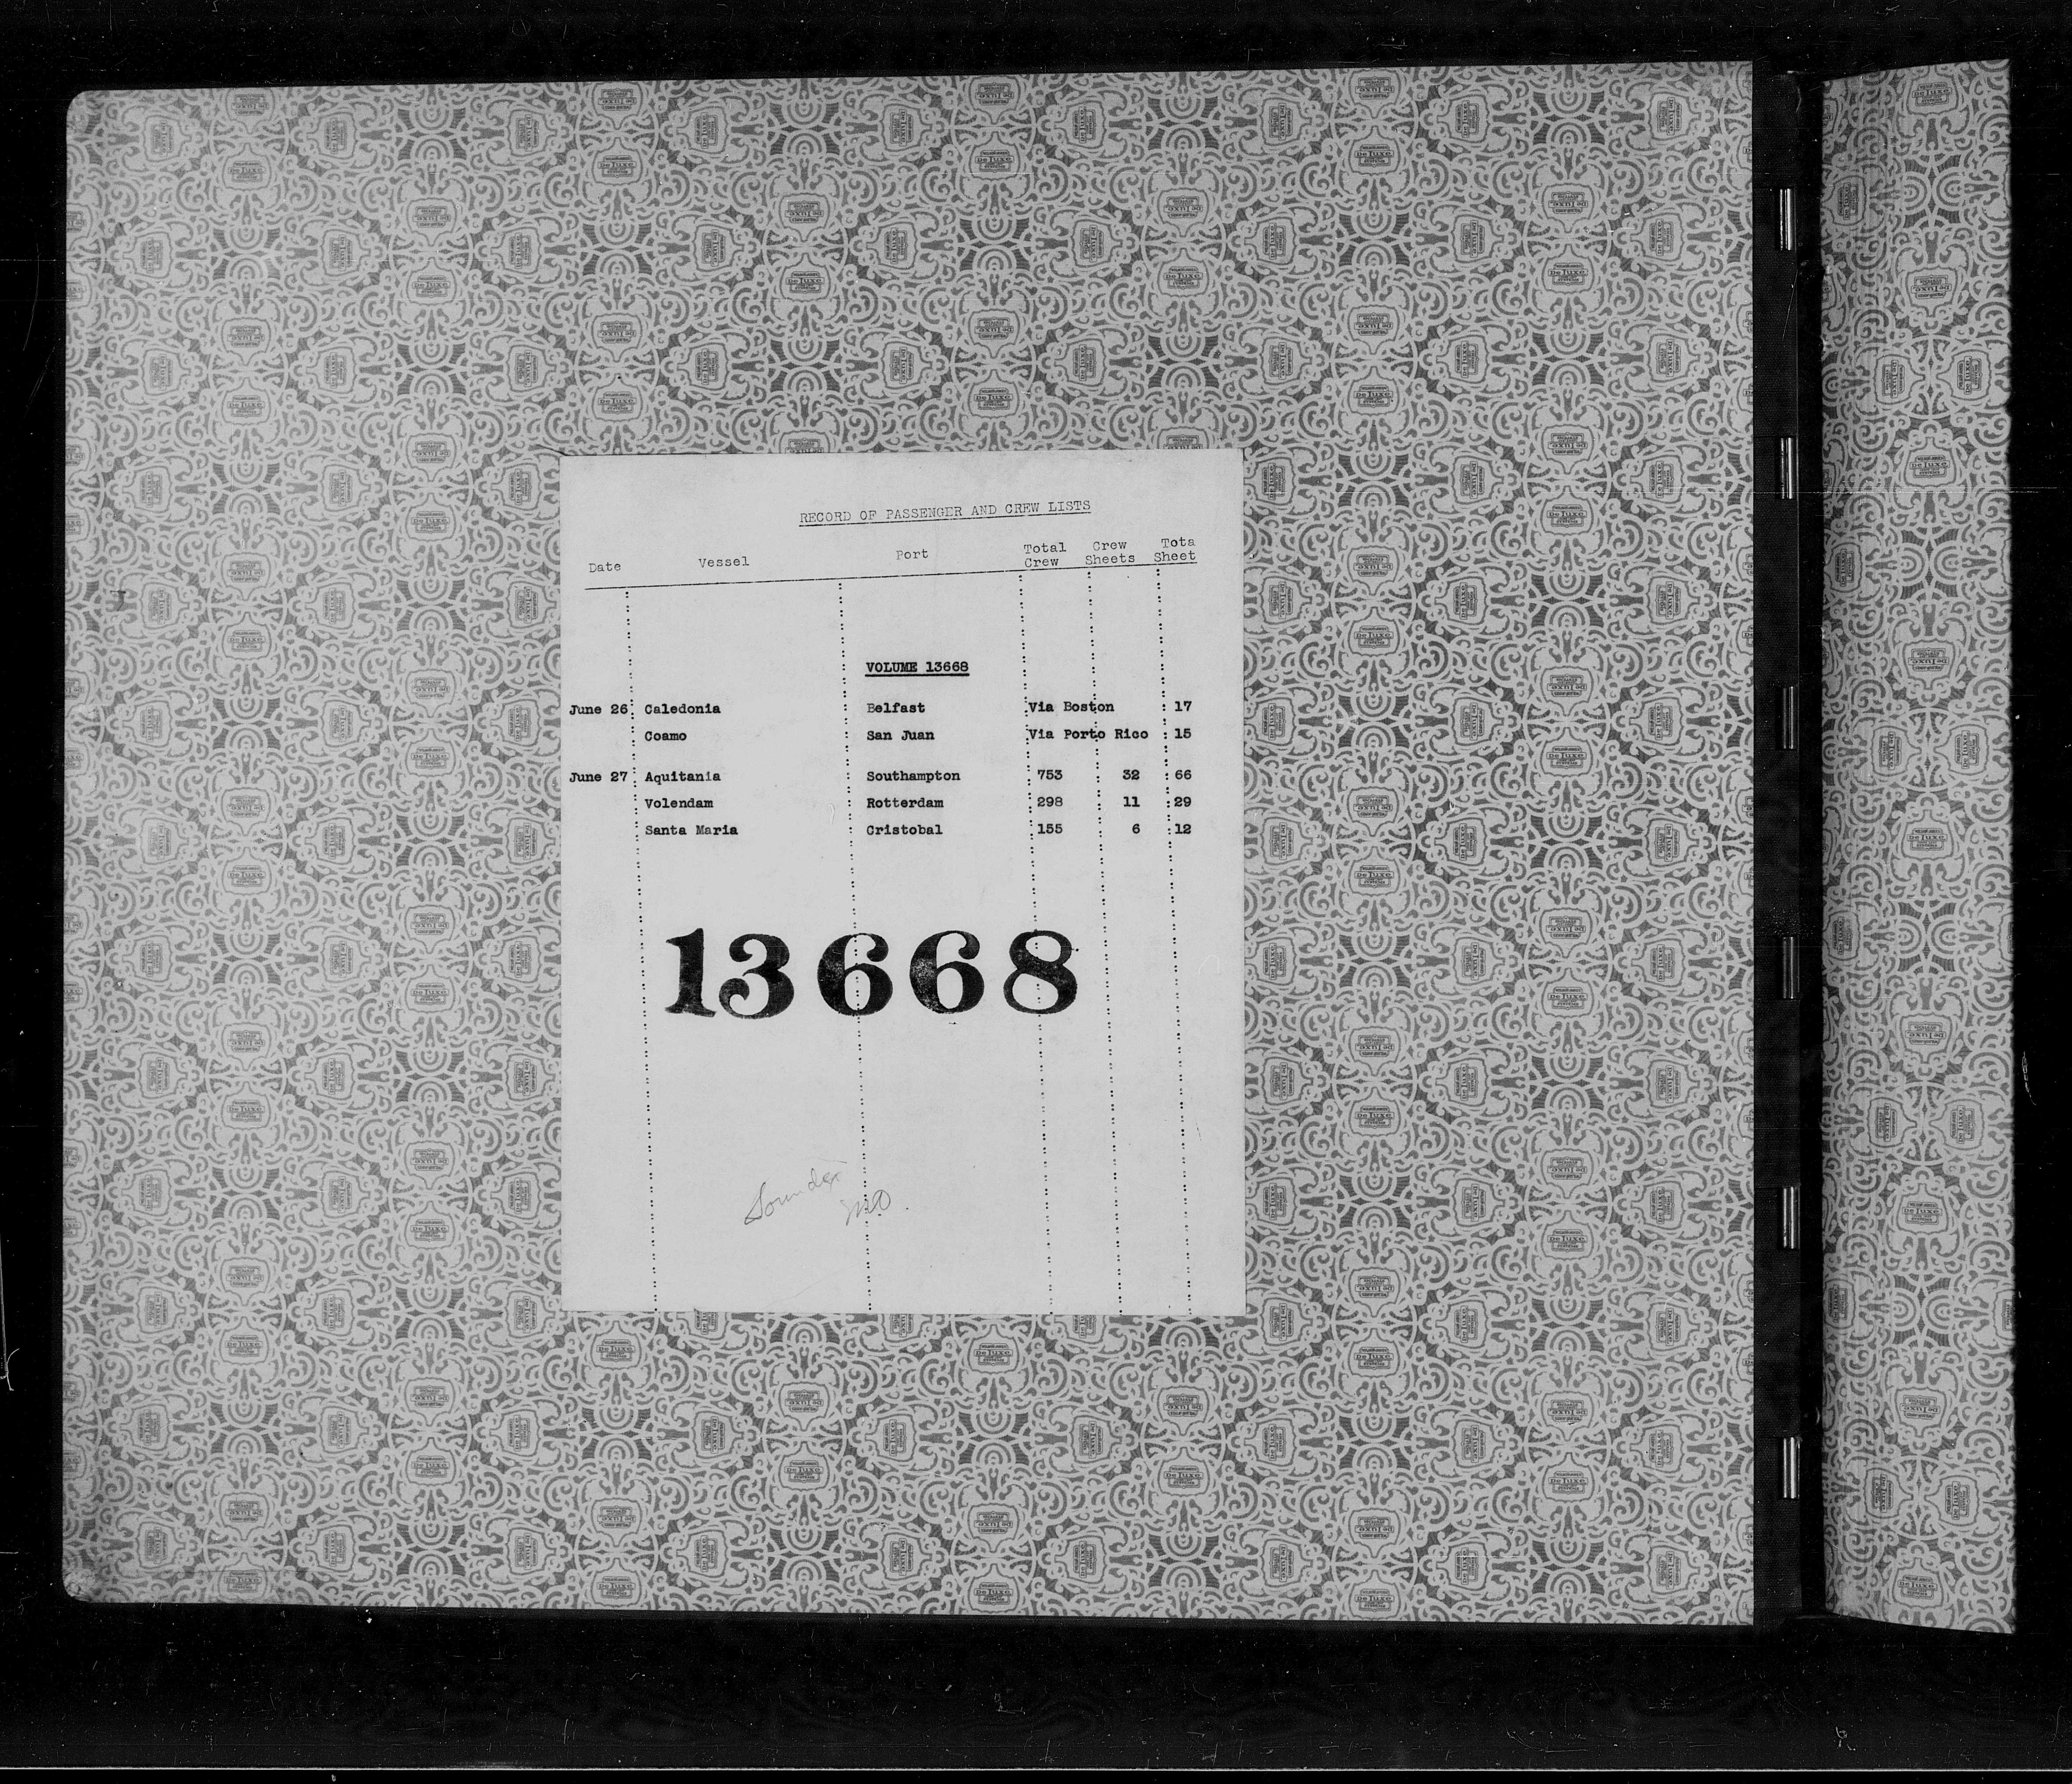 RECORD OF PASSENGER AND CREW LISTS
Date Vessel Port Total Crew Crew Sheets Tota Sheet
VOLUME 13668
June 26 Caledonia Belfast Via Boston 17
Coamo San Juan Via Porto Rico 15
June 27 Aquitania Southampton 753 32 66
Volendam Rotterdam 298 11 29
Santa Maria Cristobal 155 6 12
13668
De Luxe